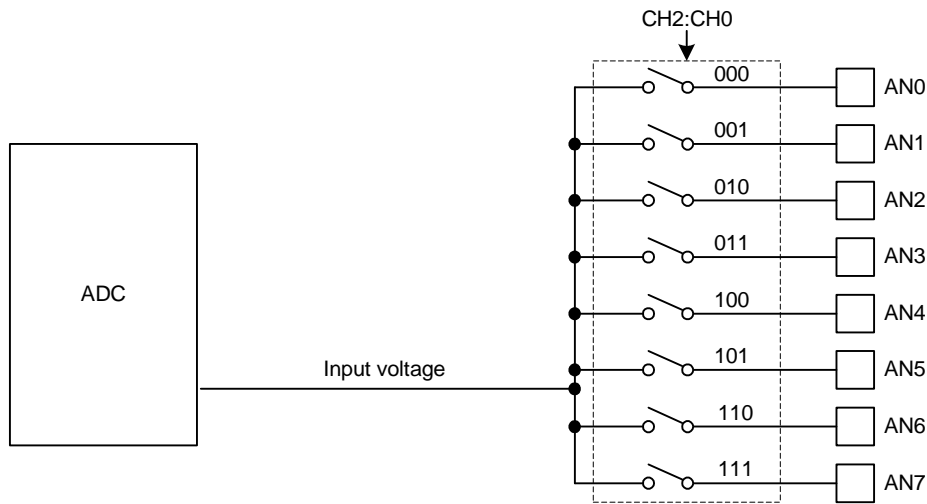 CH2:CH0
000 AN0
001 AN1
010 AN2
011 AN3
ADC
100 AN4
101 AN5
Input voltage
110 AN6
111 AN7